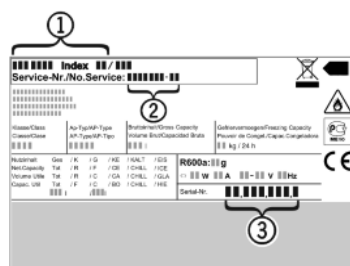 ①
Index /
Service-Nr./No.Service: -
②
Klasse/Class Ap-Typ/AP-Type Bruttoinhalt/Gross Capacity Gefriervermoegen/Freezing Capacity
Classe/Clase AP-Type/AP-Tipo Volume Brut/Capacidad Bruta Pouvoir de Congel./Capac.Congeladora
kg / 24 h
Nutzinhalt Ges / K / G / KE / KALT / EIS
Net.Capacity Tot / R / F / CE / CHILL / ICE
Volume Utile Tot / R / C / CA / CHILL / GLA
Capac. Util Tot / F / C / BO / CHILL / HIE
R600a: g
W A - V Hz
CE
Serial-Nr. , , ,
③